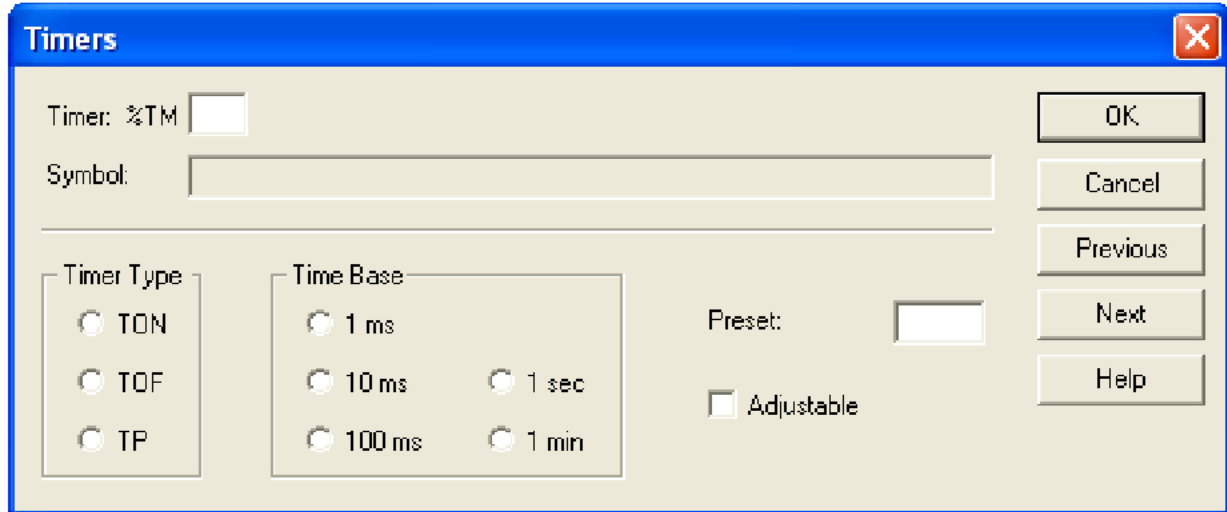 Timers
Timer: %TM
OK
Symbol:
Cancel
Previous
Timer Type
Time Base
TON
1 ms
Preset:
Next
TOF
10 ms
1 sec
Adjustable
Help
TP
100 ms
1 min